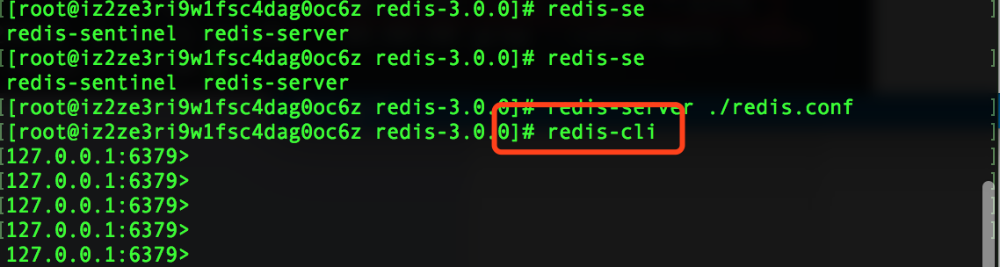 [[root@iz2ze3ri9w1fsc4dag0oc6z redis-3.0.0]# redis-se ]
redis-sentinel  redis-server
[[root@iz2ze3ri9w1fsc4dag0oc6z redis-3.0.0]# redis-se ]
redis-sentinel  redis-server
[[root@iz2ze3ri9w1fsc4dag0oc6z redis-3.0.0]# redis-server ./redis.conf ]
[[root@iz2ze3ri9w1fsc4dag0oc6z redis-3.0.0]# redis-cli ]
[127.0.0.1:6379> ]
[127.0.0.1:6379> ]
[127.0.0.1:6379> ]
[127.0.0.1:6379> ]
127.0.0.1:6379>